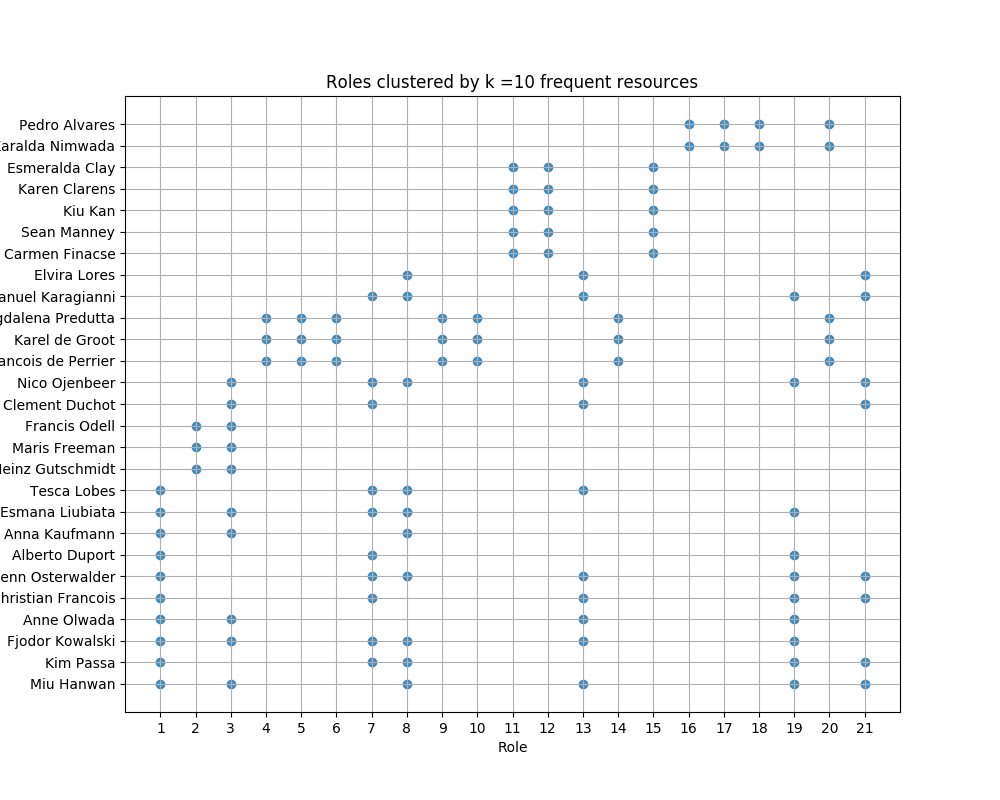 Roles clustered by k =10 frequent resources
Pedro Alvares
aralda Nimwada
Esmeralda Clay
Karen Clarens
Kiu Kan
Sean Manney
Carmen Finacse
Elvira Lores
anuel Karagianni
gdalena Predutta
Karel de Groot
ancois de Perrier
Nico Ojenbeer
Clement Duchot
Francis Odell
Maris Freeman
einz Gutschmidt
Tesca Lobes
Esmana Liubiata
Anna Kaufmann
Alberto Duport
enn Osterwalder
hristian Francois
Anne Olwada
Fjodor Kowalski
Kim Passa
Miu Hanwan
1 2 3 4 5 6 7 8 9 10 11 12 13 14 15 16 17 18 19 20 21
Role